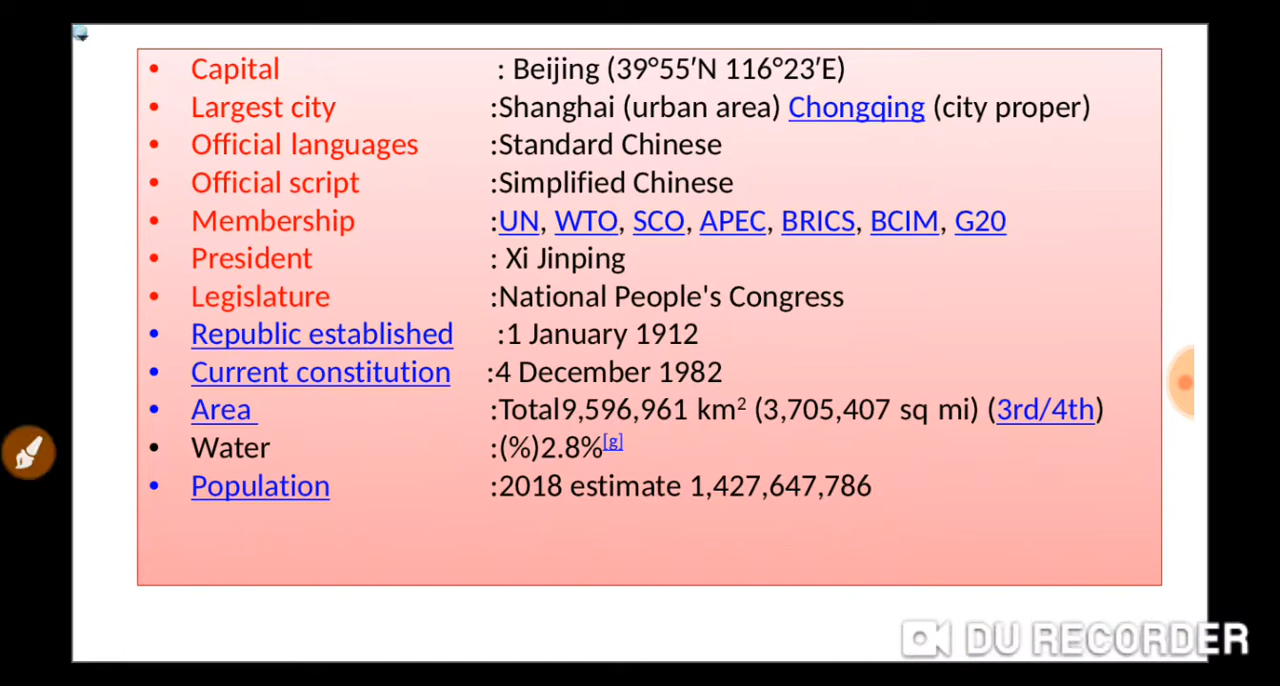 • Capital : Beijing (39°55′N 116°23′E)
• Largest city :Shanghai (urban area) Chongqing (city proper)
• Official languages :Standard Chinese
• Official script :Simplified Chinese
• Membership :UN, WTO, SCO, APEC, BRICS, BCIM, G20
• President : Xi Jinping
• Legislature :National People's Congress
• Republic established :1 January 1912
• Current constitution :4 December 1982
• Area :Total9,596,961 km² (3,705,407 sq mi) (3rd/4th)
• Water :(%)2.8%[g]
• Population :2018 estimate 1,427,647,786
DU RECORDER